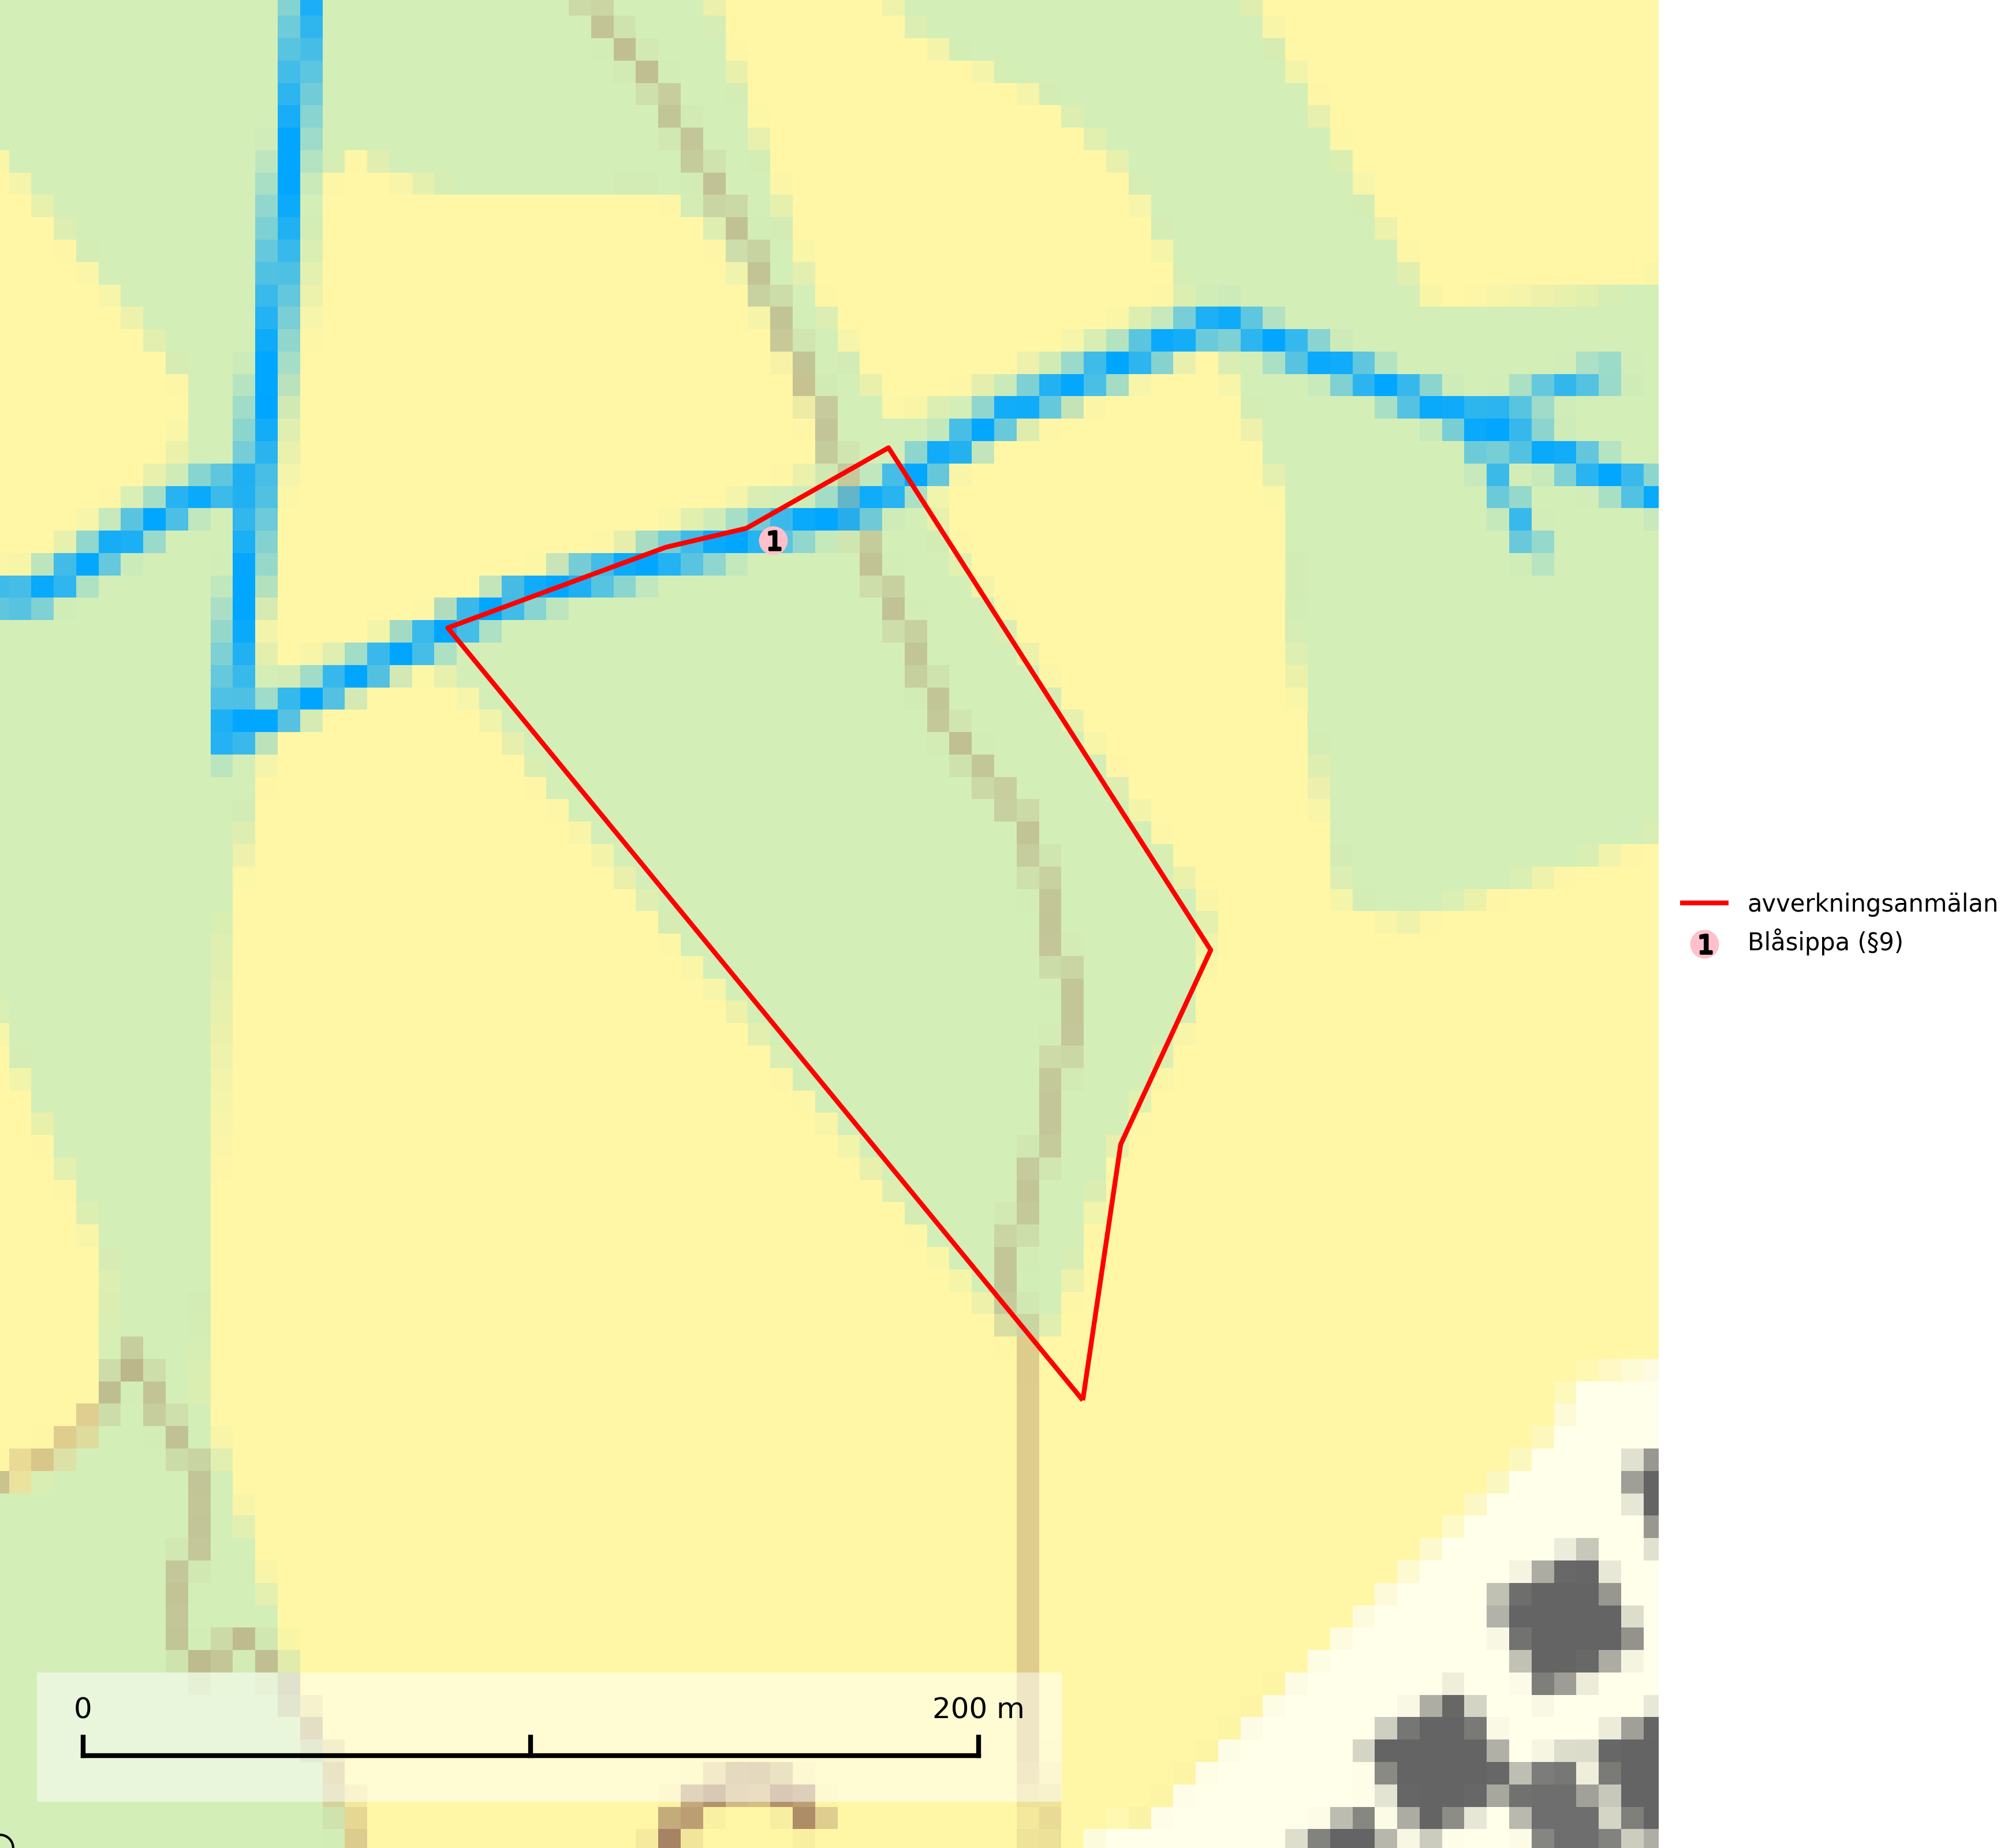 1
avverkningsanmälan
1 Blåsippa (§9)
0 200 m